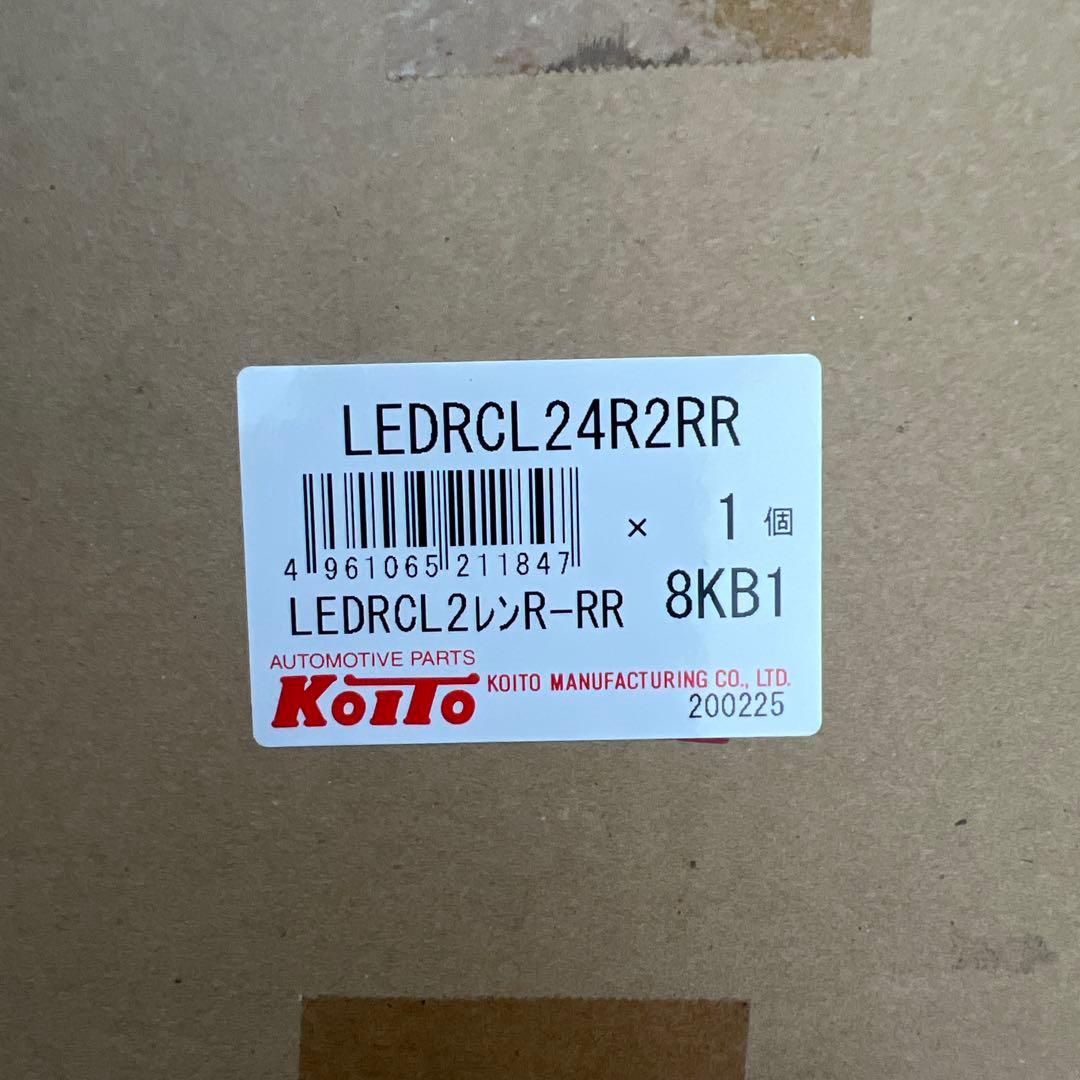 LEDRCL24R2RR
× 1 個
4 961065 211847
LEDRCL2レンR-RR 8KB1
AUTOMOTIVE PARTS
KOITO KOITO MANUFACTURING CO., LTD.
200225